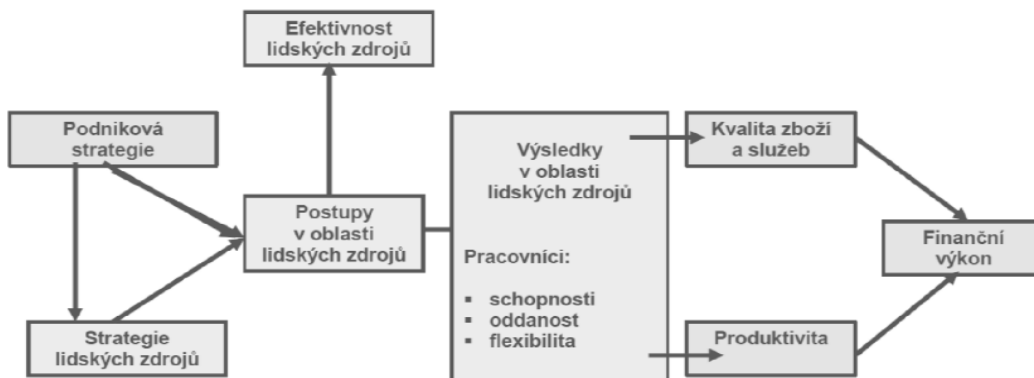 Efektivnost
lidských zdrojů
Podniková
strategie
Postupy
v oblasti
lidských zdrojů
Strategie
lidských zdrojů
Výsledky
v oblasti
lidských zdrojů
Pracovníci:
▪ schopnosti
▪ oddanost
▪ flexibilita
Kvalita zboží
a služeb
Produktivita
Finanční
výkon